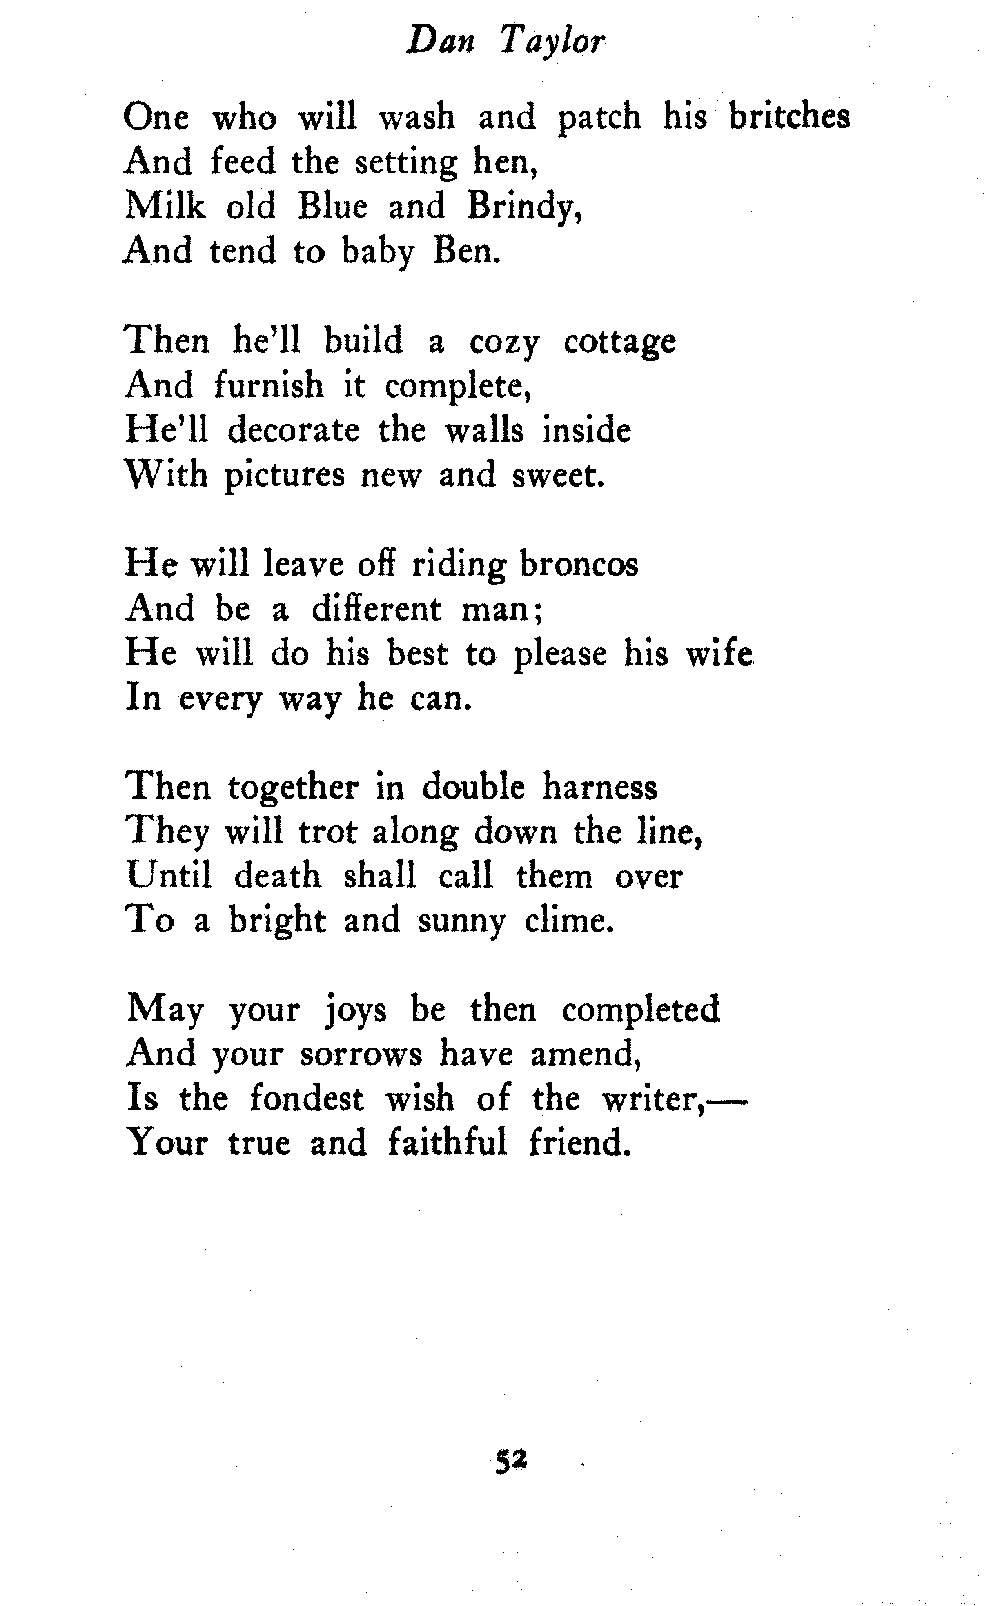 Dan Taylor
One who will wash and patch his britches
And feed the setting hen,
Milk old Blue and Brindy,
And tend to baby Ben.
Then he'll build a cozy cottage
And furnish it complete,
He'll decorate the walls inside
With pictures new and sweet.
He will leave off riding broncos
And be a different man;
He will do his best to please his wife
In every way he can.
Then together in double harness
They will trot along down the line,
Until death shall call them over
To a bright and sunny clime.
May your joys be then completed
And your sorrows have amend,
Is the fondest wish of the writer,—
Your true and faithful friend.
52